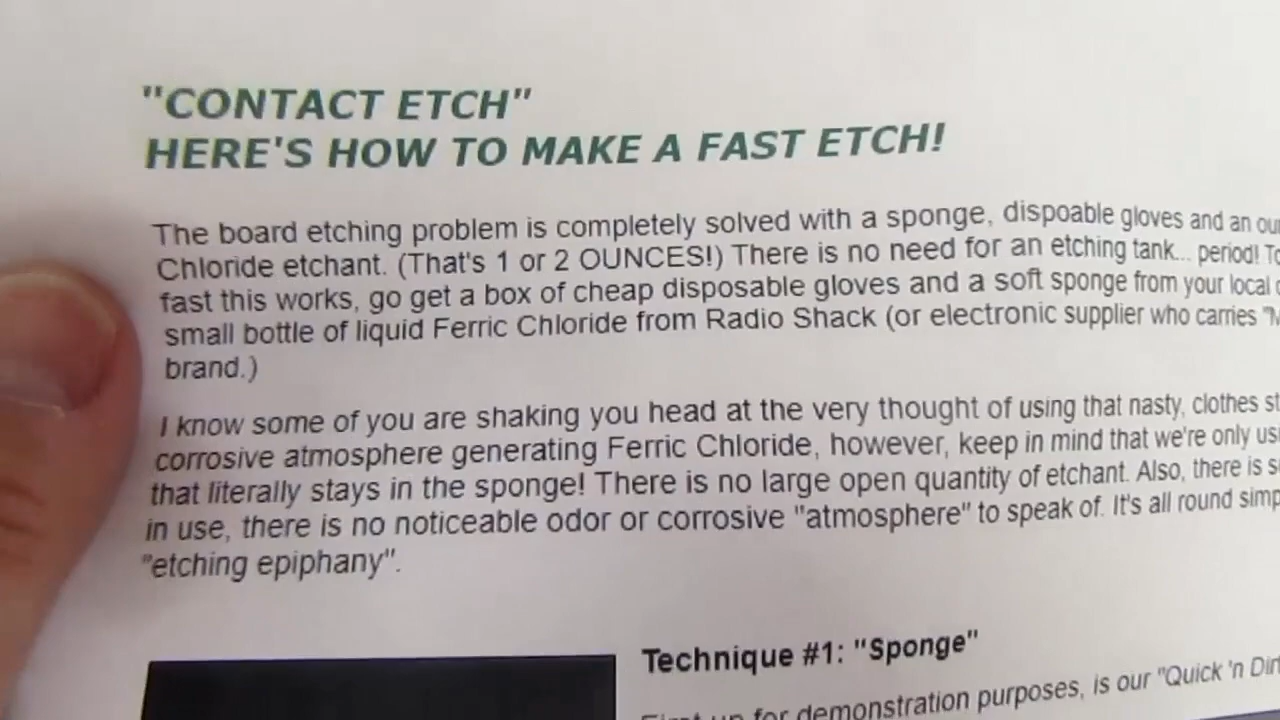 "CONTACT ETCH"
HERE'S HOW TO MAKE A FAST ETCH!
The board etching problem is completely solved with a sponge, dispoable gloves and an
Chloride etchant. (That's 1 or 2 OUNCES!) There is no need for an etching tank... period!
fast this works, go get a box of cheap disposable gloves and a soft sponge from your local
small bottle of liquid Ferric Chloride from Radio Shack (or electronic supplier who carries
brand.)
I know some of you are shaking you head at the very thought of using that nasty, clothes
corrosive atmosphere generating Ferric Chloride, however, keep in mind that we're only
that literally stays in the sponge! There is no large open quantity of etchant. Also, there is
in use, there is no noticeable odor or corrosive "atmosphere" to speak of. It's all round
"etching epiphany".
Technique #1: "Sponge"
First up for demonstration purposes, is our "Quick 'n